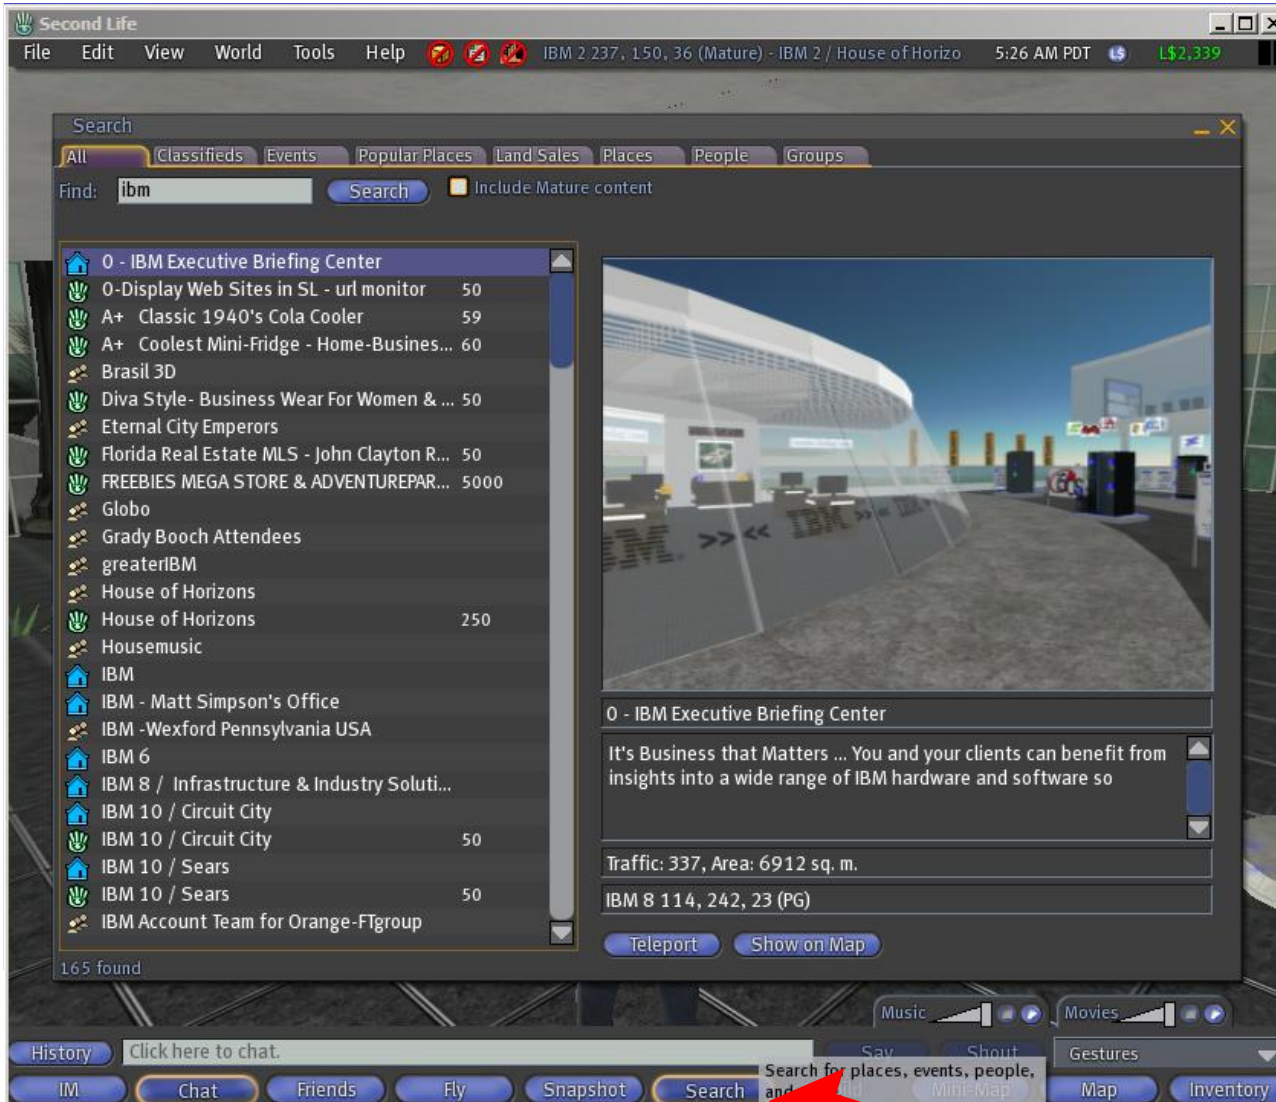 Second Life
File Edit View World Tools Help IBM 2 237, 150, 36 (Mature) - IBM 2 / House of Horizo 5:26 AM PDT L$ L$2,339
Search
All Classifieds Events Popular Places Land Sales Places People Groups
Find: ibm Search Include Mature content
0 - IBM Executive Briefing Center
0-Display Web Sites in SL - url monitor 50
A+ Classic 1940's Cola Cooler 59
A+ Coolest Mini-Fridge - Home-Busines... 60
Brasil 3D
Diva Style- Business Wear For Women & ... 50
Eternal City Emperors
Florida Real Estate MLS - John Clayton R... 50
FREEBIES MEGA STORE & ADVENTUREPAR... 5000
Globo
Grady Booch Attendees
greaterIBM
House of Horizons
House of Horizons 250
Housemusic
IBM
IBM - Matt Simpson's Office
IBM -Wexford Pennsylvania USA
IBM 6
IBM 8 / Infrastructure & Industry Soluti...
IBM 10 / Circuit City
IBM 10 / Circuit City 50
IBM 10 / Sears
IBM 10 / Sears 50
IBM Account Team for Orange-FTgroup
165 found
IBM. >><< IBM >><< IBM
0 - IBM Executive Briefing Center
It's Business that Matters ... You and your clients can benefit from
insights into a wide range of IBM hardware and software so
Traffic: 337, Area: 6912 sq. m.
IBM 8 114, 242, 23 (PG)
Teleport Show on Map
Music Movies
History Click here to chat. Say Shout Gestures
Search for places, events, people,
and
IM Chat Friends Fly Snapshot Search Build Mini-Map Map Inventory